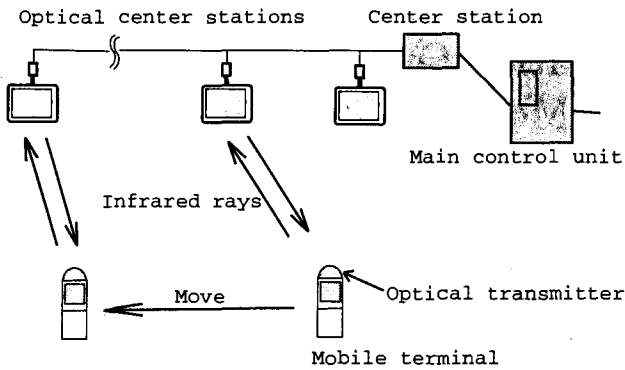 Optical center stations
Center station
Main control unit
Infrared rays
Move
Optical transmitter
Mobile terminal